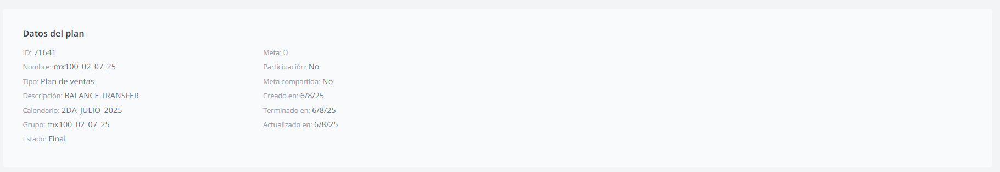 Datos del plan
ID: 71641
Nombre: mx100_02_07_25
Tipo: Plan de ventas
Descripción: BALANCE TRANSFER
Calendario: 2DA_JULIO_2025
Grupo: mx100_02_07_25
Estado: Final
Meta: 0
Participación: No
Meta compartida: No
Creado en: 6/8/25
Terminado en: 6/8/25
Actualizado en: 6/8/25